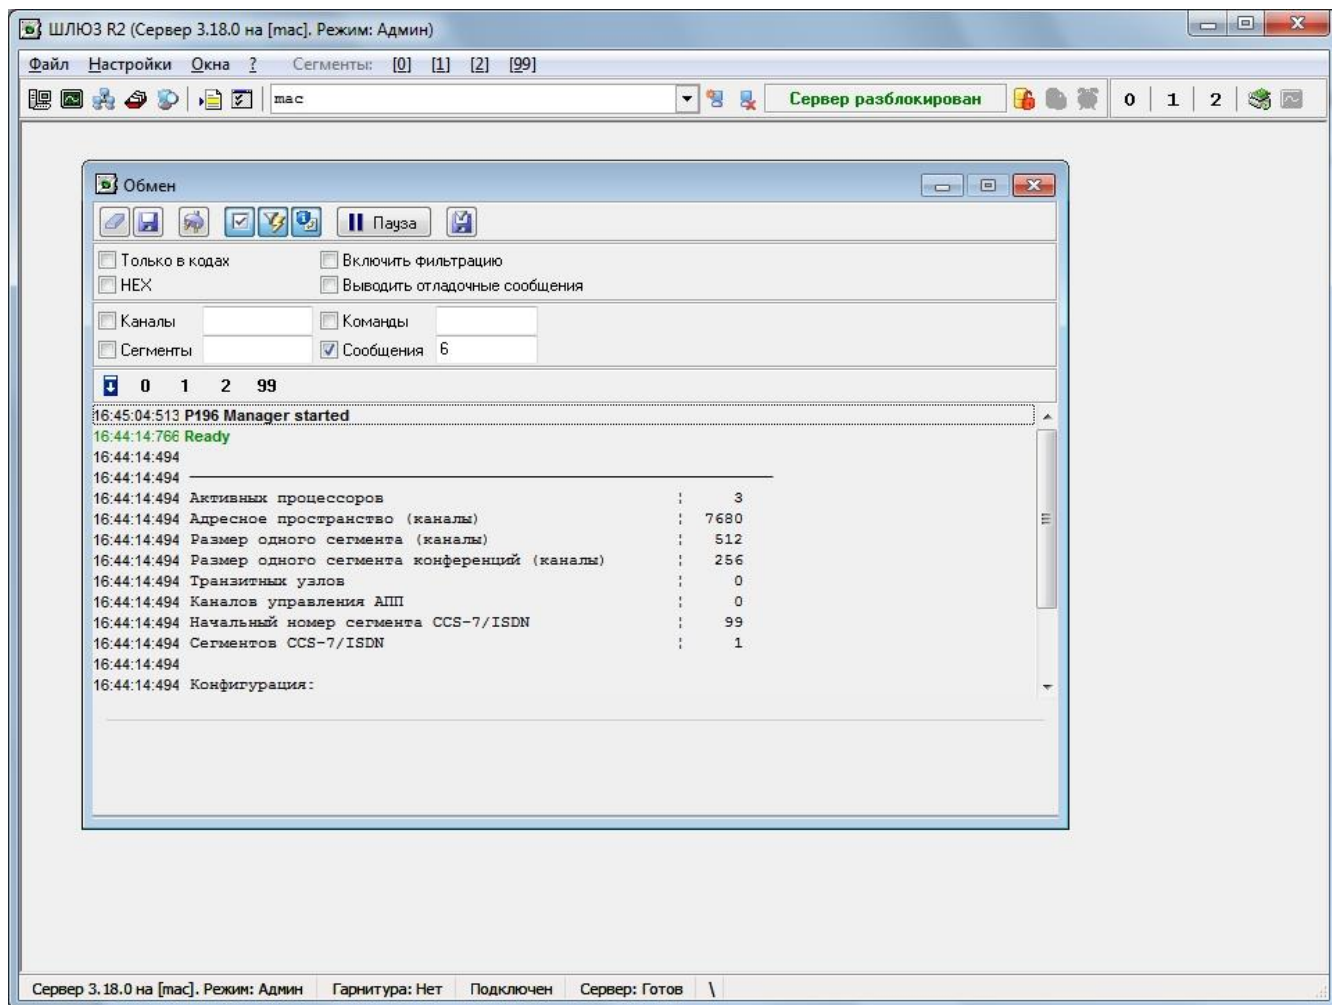 ШЛЮЗ R2 (Сервер 3.18.0 на [mac]. Режим: Админ)
Файл Настройки Окна ? Сегменты: [0] [1] [2] [99]
mac Сервер разблокирован 0 1 2
Обмен
Пауза
Только в кодах Включить фильтрацию
HEX Выводить отладочные сообщения
Каналы Команды
Сегменты Сообщения 6
0 1 2 99
16:45:04:513 P196 Manager started
16:44:14:766 Ready
16:44:14:494
16:44:14:494
16:44:14:494 Активных процессоров ¦ 3
16:44:14:494 Адресное пространство (каналы) ¦ 7680
16:44:14:494 Размер одного сегмента (каналы) ¦ 512
16:44:14:494 Размер одного сегмента конференций (каналы) ¦ 256
16:44:14:494 Транзитных узлов ¦ 0
16:44:14:494 Каналов управления АПП ¦ 0
16:44:14:494 Начальный номер сегмента CCS-7/ISDN ¦ 99
16:44:14:494 Сегментов CCS-7/ISDN ¦ 1
16:44:14:494
16:44:14:494 Конфигурация:
Сервер 3.18.0 на [mac]. Режим: Админ Гарнитура: Нет Подключен Сервер: Готов \